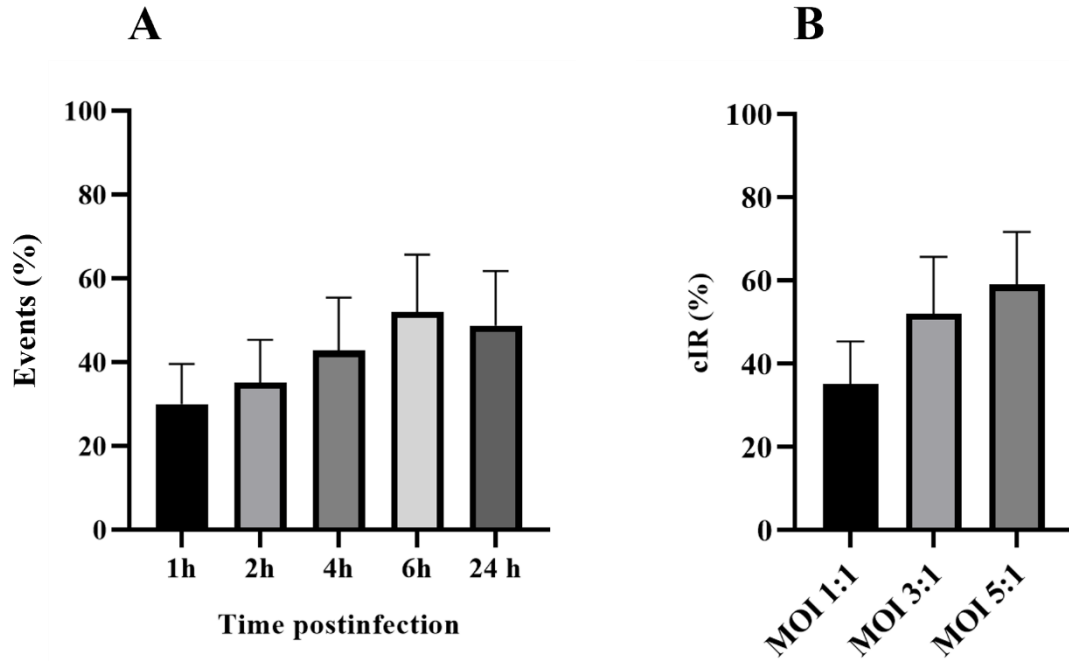 A
Events (%)
100
80
60
40
20
0
1h 2h 4h 6h 24 h
Time postinfection
B
cIR (%)
100
80
60
40
20
0
MOI 1:1
MOI 3:1
MOI 5:1